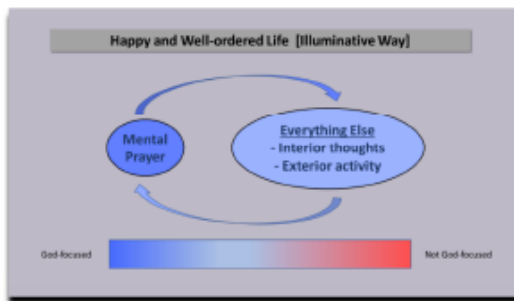 Happy and Well-ordered Life [Illuminative Way]
Mental
Prayer
Everything Else
- Interior thoughts
- Exterior activity
God-focused
Not God-focused